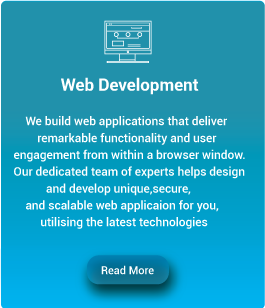 Web Development
We build web applications that deliver
remarkable functionality and user
engagement from within a browser window.
Our dedicated team of experts helps design
and develop unique,secure,
and scalable web applicaion for you,
utilising the latest technologies
Read More